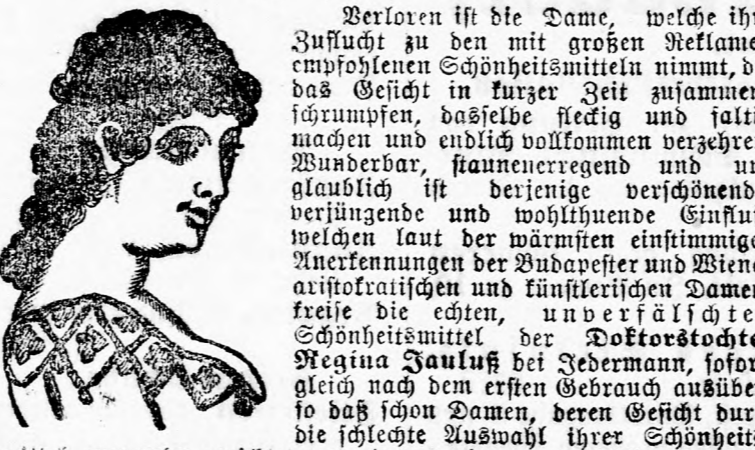 Verloren ist die Dame, welche ihr
Zuflucht zu den mit großen Reklame
empfohlenen Schönheitsmitteln nimmt, d
das Gesicht in kurzer Zeit zusammen
schrumpfen, dasselbe fleckig und falti
machen und endlich vollkommen verzehre
Wunderbar, staunenerregend und un
glaublich ist derjenige verschönend
verjüngende und wohlthuende Einflu
welchen laut der wärmsten einstimmige
Anerkennungen der Budapester und Wiene
aristokratischen und künstlerischen Damen
kreise die echten, unverfälschte
Schönheitsmittel der Doktorstochte
Regina Jauluß bei Jedermann, sofor
gleich nach dem ersten Gebrauch ausübe
so daß schon Damen, deren Gesicht dur
die schlechte Auswahl ihrer Schönheits